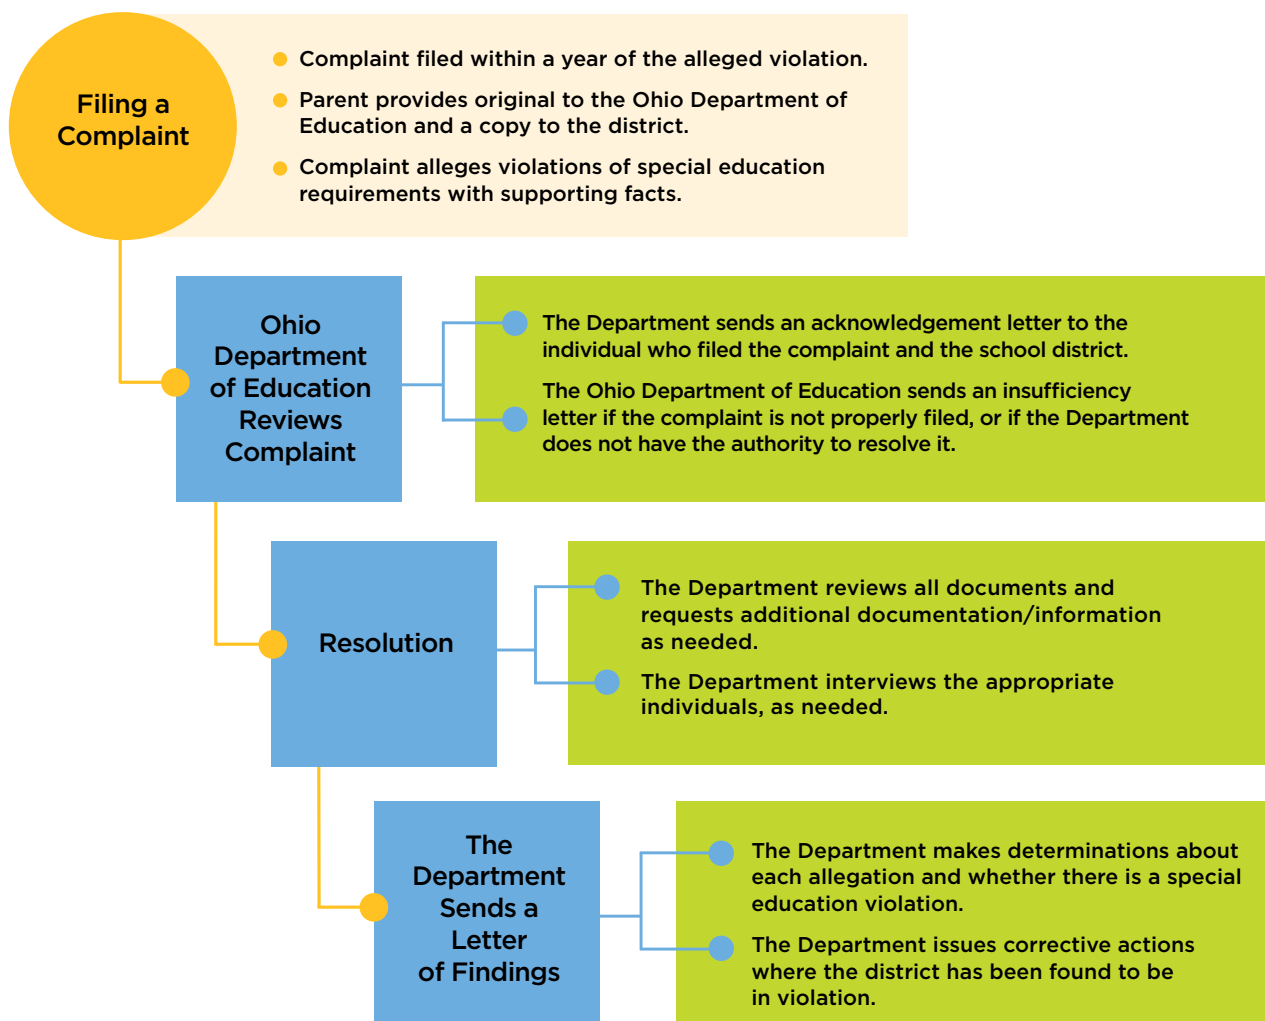 Filing a
Complaint
Complaint filed within a year of the alleged violation.
Parent provides original to the Ohio Department of
Education and a copy to the district.
Complaint alleges violations of special education
requirements with supporting facts.
Ohio
Department
of Education
Reviews
Complaint
The Department sends an acknowledgement letter to the
individual who filed the complaint and the school district.
The Ohio Department of Education sends an insufficiency
letter if the complaint is not properly filed, or if the Department
does not have the authority to resolve it.
Resolution
The Department reviews all documents and
requests additional documentation/information
as needed.
The Department interviews the appropriate
individuals, as needed.
The
Department
Sends a
Letter
of Findings
The Department makes determinations about
each allegation and whether there is a special
education violation.
The Department issues corrective actions
where the district has been found to be
in violation.